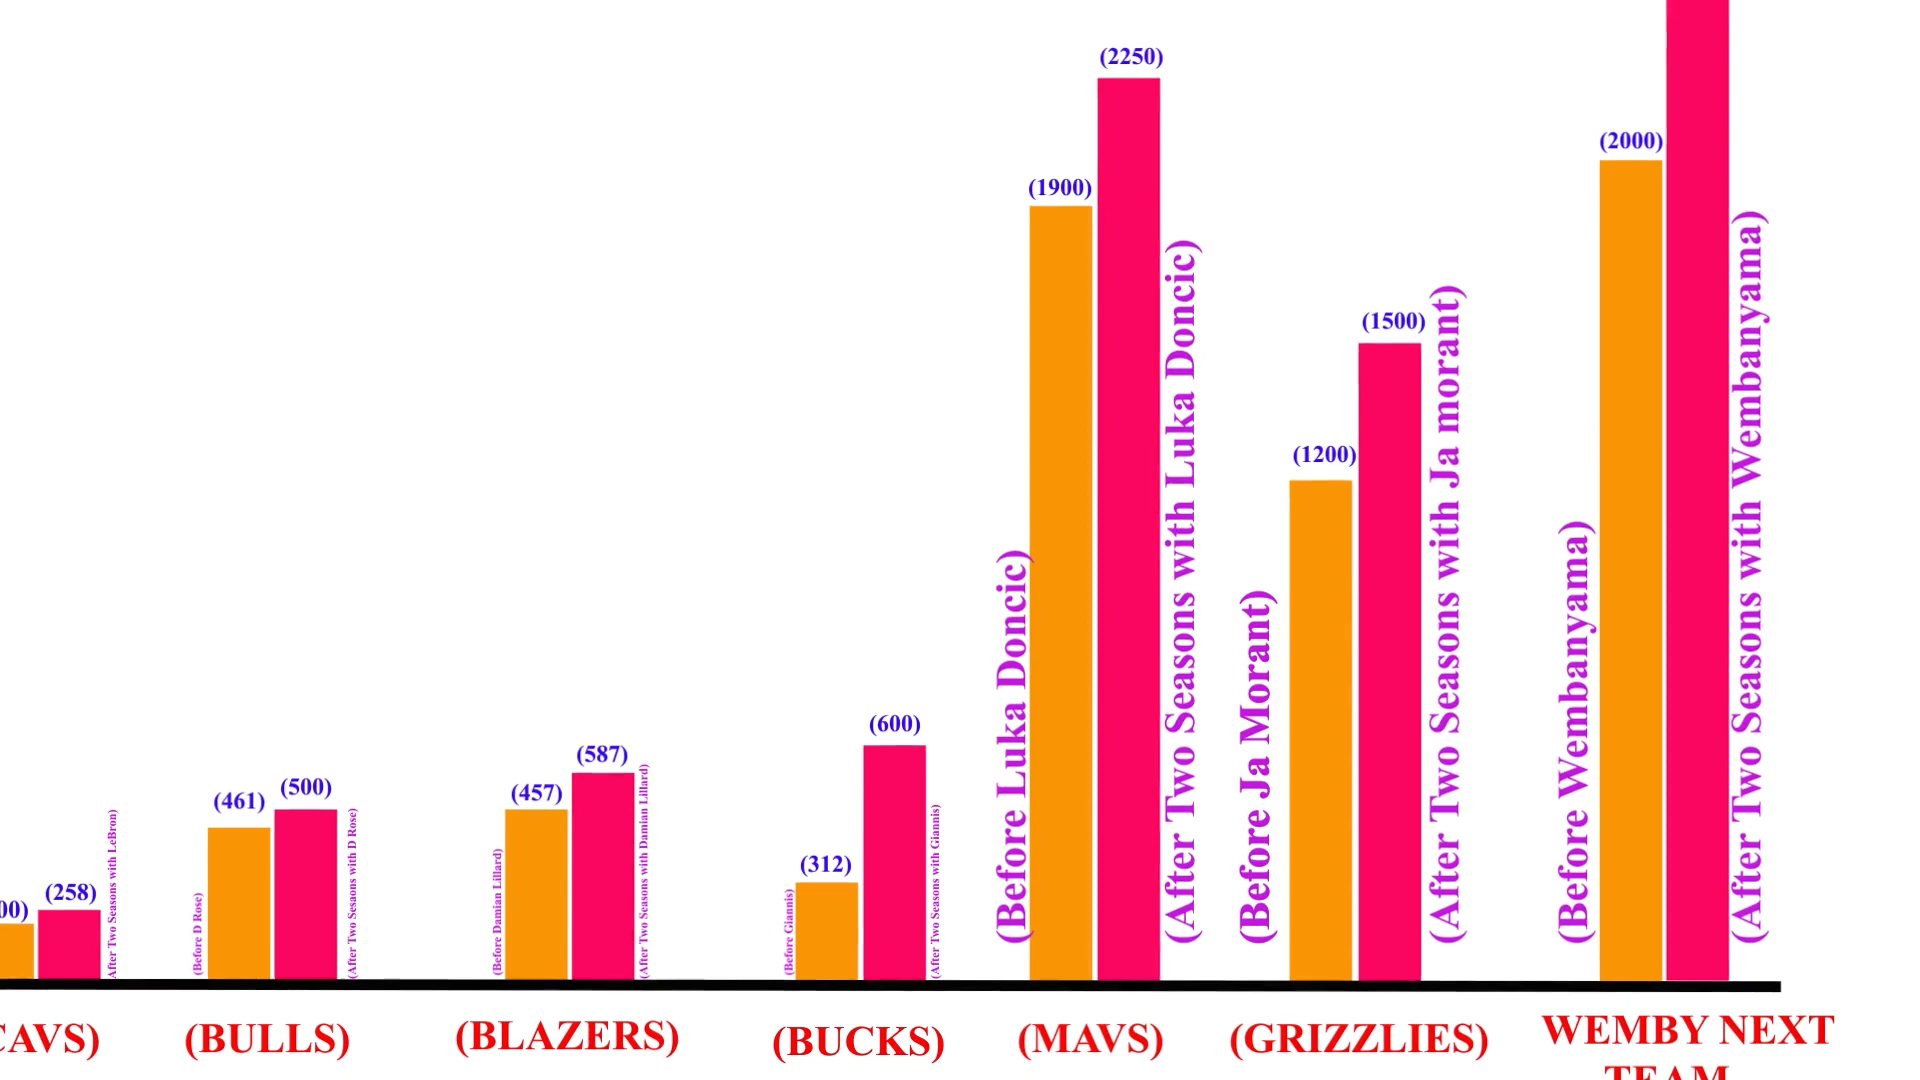 (2250)
(2000)
(1900)
(1500)
(1200)
(600)
(587)
(500)
(461)
(457)
(312)
(258)
00)
After Two Seasons with LeBron)
(Before D Rose)
(After Two Sesaons with D Rose)
(Before Damian Lillard)
(After Two Seasons with Damian Lillard)
(Before Giannis)
(After Two Seasons with Giannis)
(Before Luka Doncic)
(After Two Seasons with Luka Doncic)
(Before Ja Morant)
(After Two Seasons with Ja morant)
(Before Wembanyama)
(After Two Seasons with Wembanyama)
CAVS)
(BULLS)
(BLAZERS)
(BUCKS)
(MAVS)
(GRIZZLIES)
WEMBY NEXT
TEAM